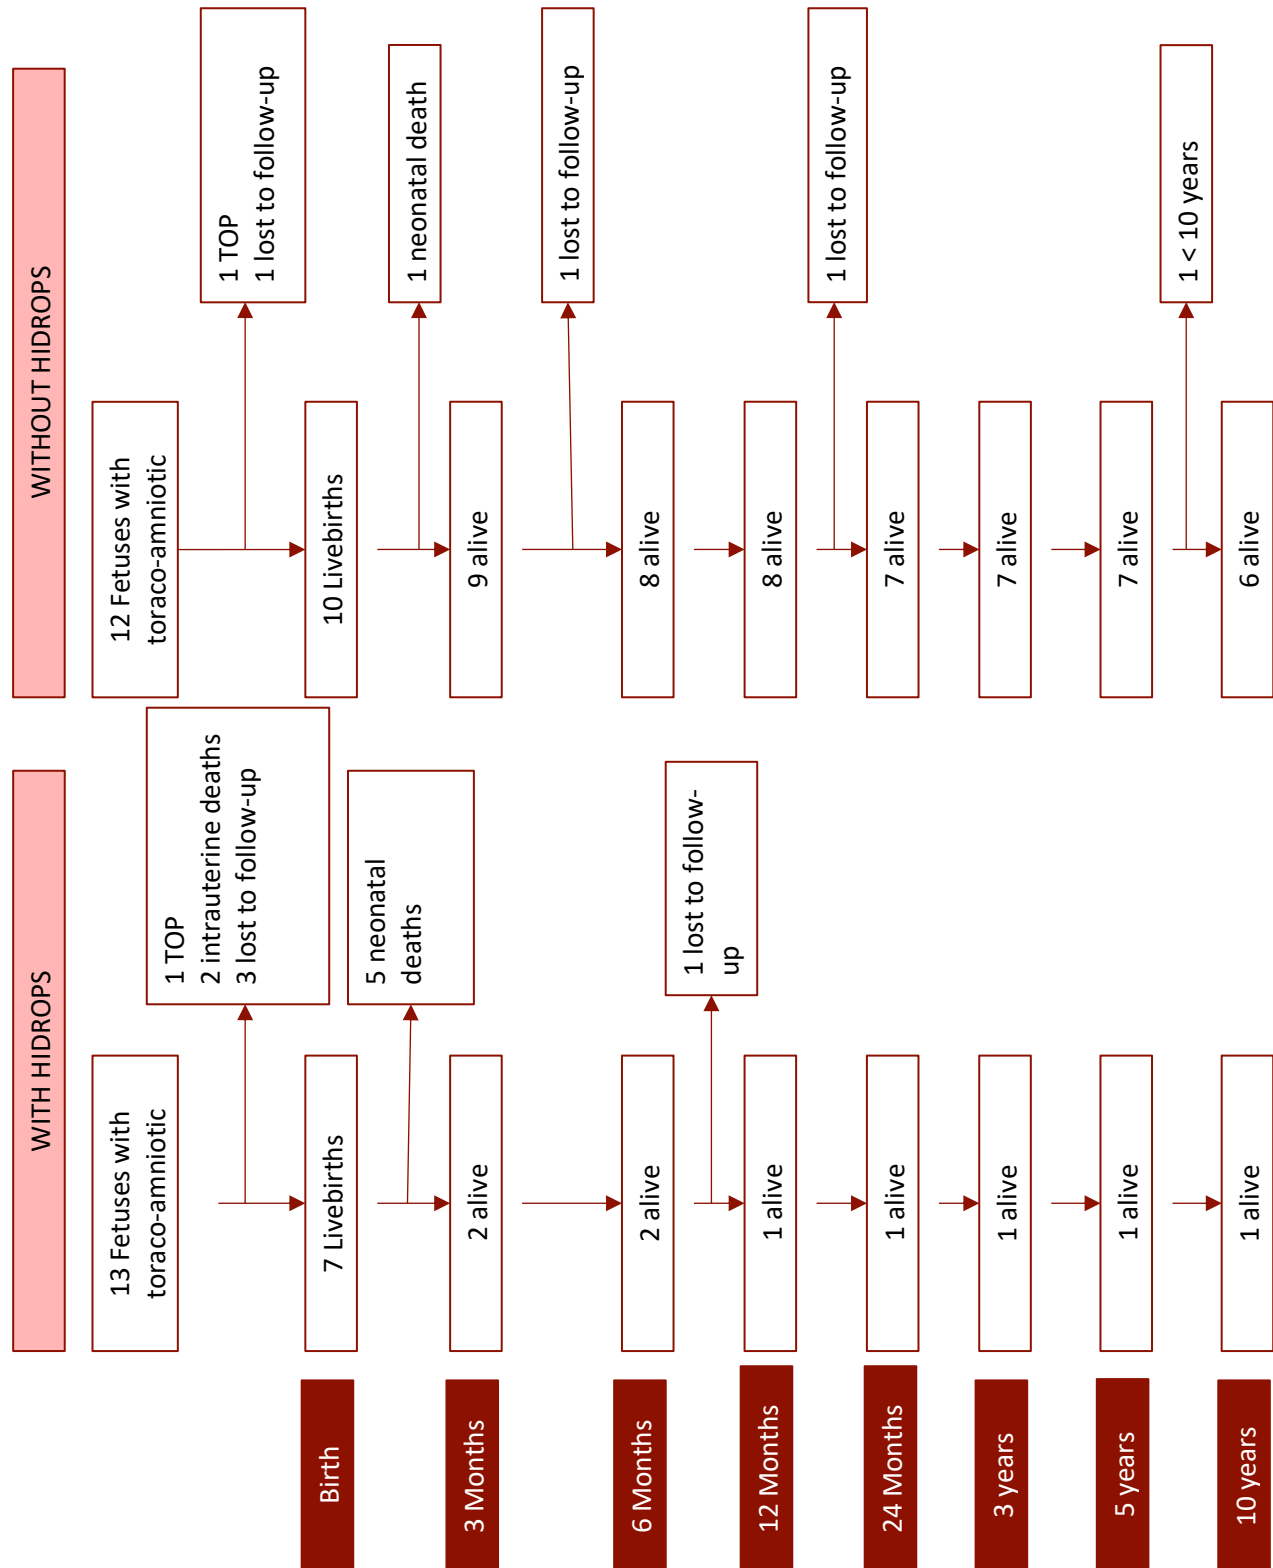 WITH HIDROPS
WITHOUT HIDROPS
13 Fetuses with
toraco-amniotic
12 Fetuses with
toraco-amniotic
1 TOP
2 intrauterine deaths
3 lost to follow-up
1 TOP
1 lost to follow-up
Birth
7 Livebirths
10 Livebirths
5 neonatal
deaths
1 neonatal death
3 Months
2 alive
9 alive
1 lost to follow-up
6 Months
2 alive
8 alive
1 lost to follow-
up
12 Months
1 alive
8 alive
1 lost to follow-up
24 Months
1 alive
7 alive
3 years
1 alive
7 alive
5 years
1 alive
7 alive
1 < 10 years
10 years
1 alive
6 alive